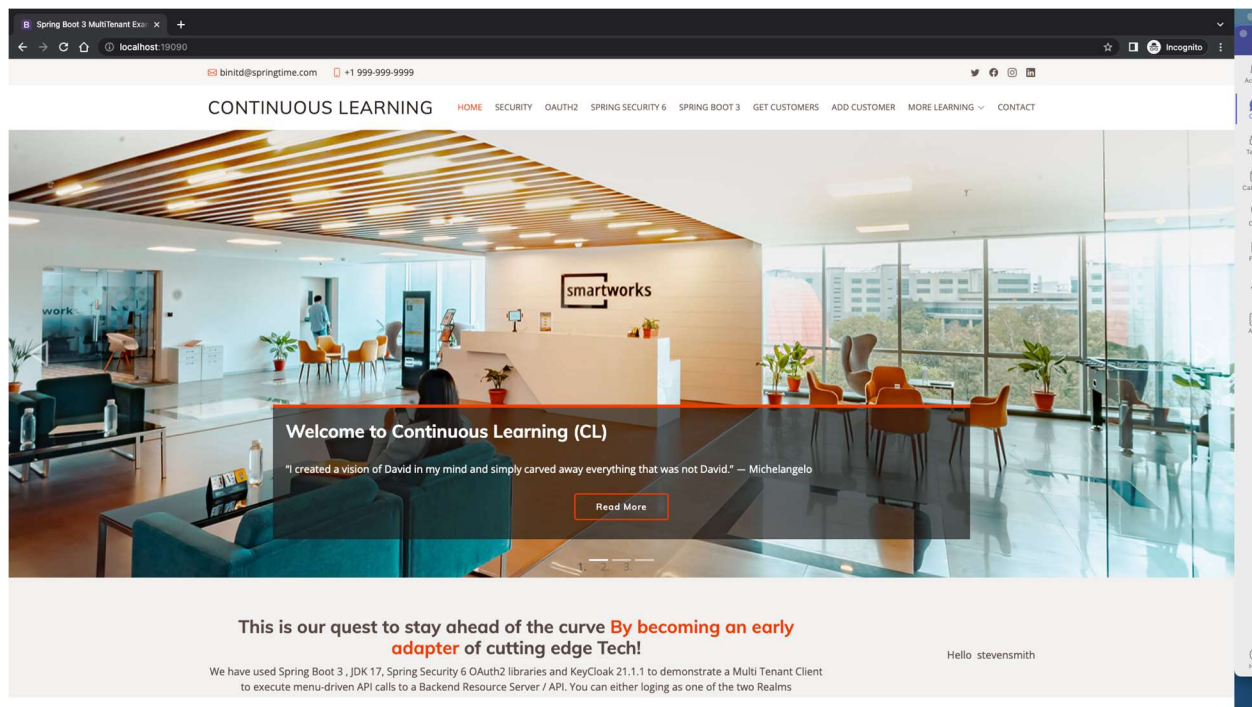 Spring Boot 3 MultiTenant Exa
localhost:19090
Incognito
binitd@springtime.com
+1 999-999-9999
CONTINUOUS LEARNING
HOME
SECURITY
OAUTH2
SPRING SECURITY 6
SPRING BOOT 3
GET CUSTOMERS
ADD CUSTOMER
MORE LEARNING
CONTACT
smartworks
work
Welcome to Continuous Learning (CL)
“I created a vision of David in my mind and simply carved away everything that was not David.” — Michelangelo
Read More
1. 2. 3.
This is our quest to stay ahead of the curve By becoming an early
adapter of cutting edge Tech!
Hello stevensmith
We have used Spring Boot 3 , JDK 17, Spring Security 6 OAuth2 libraries and KeyCloak 21.1.1 to demonstrate a Multi Tenant Client
to execute menu-driven API calls to a Backend Resource Server / API. You can either loging as one of the two Realms